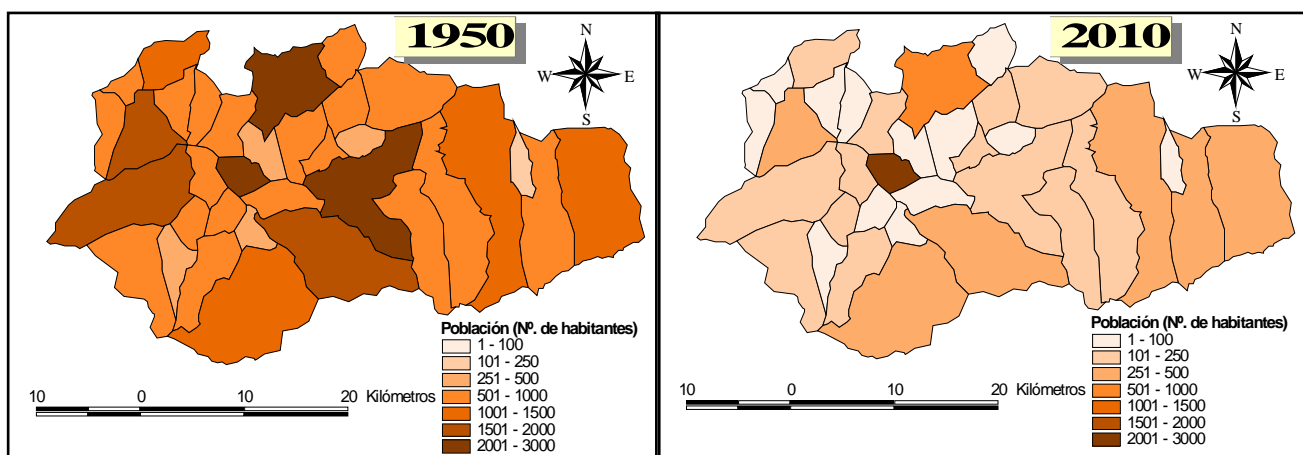 1950
N
W E
S
Población (Nº. de habitantes)
1 - 100
101 - 250
251 - 500
501 - 1000
1001 - 1500
1501 - 2000
2001 - 3000
10 0 10 20 Kilómetros
2010
N
W E
S
Población (Nº. de habitantes)
1 - 100
101 - 250
251 - 500
501 - 1000
1001 - 1500
1501 - 2000
2001 - 3000
10 0 10 20 Kilómetros